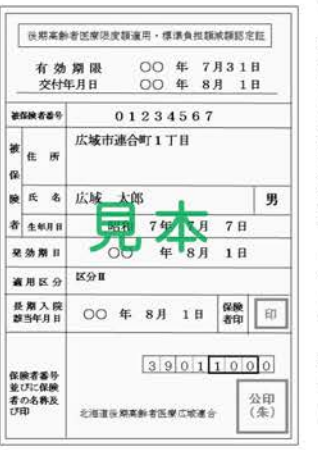 後期高齢者医療限度額適用・標準負担額減額認定証
有効期限 〇〇 年 7月31日
交付年月日 〇〇 年 8月 1日
被保険者番号 01234567
被保険者
住所 広域市連合町1丁目
氏名 広域 太郎 男
生年月日 昭和 7年 7月 7日
見本
発効期日 〇〇 年 8月 1日
適用区分 区分Ⅱ
長期入院
該当年月日 〇〇 年 8月 1日 保険
者印 印
保険者番号
並びに保険
者の名称及
び印
39011000
北海道後期高齢者医療広域連合
公印
(朱)